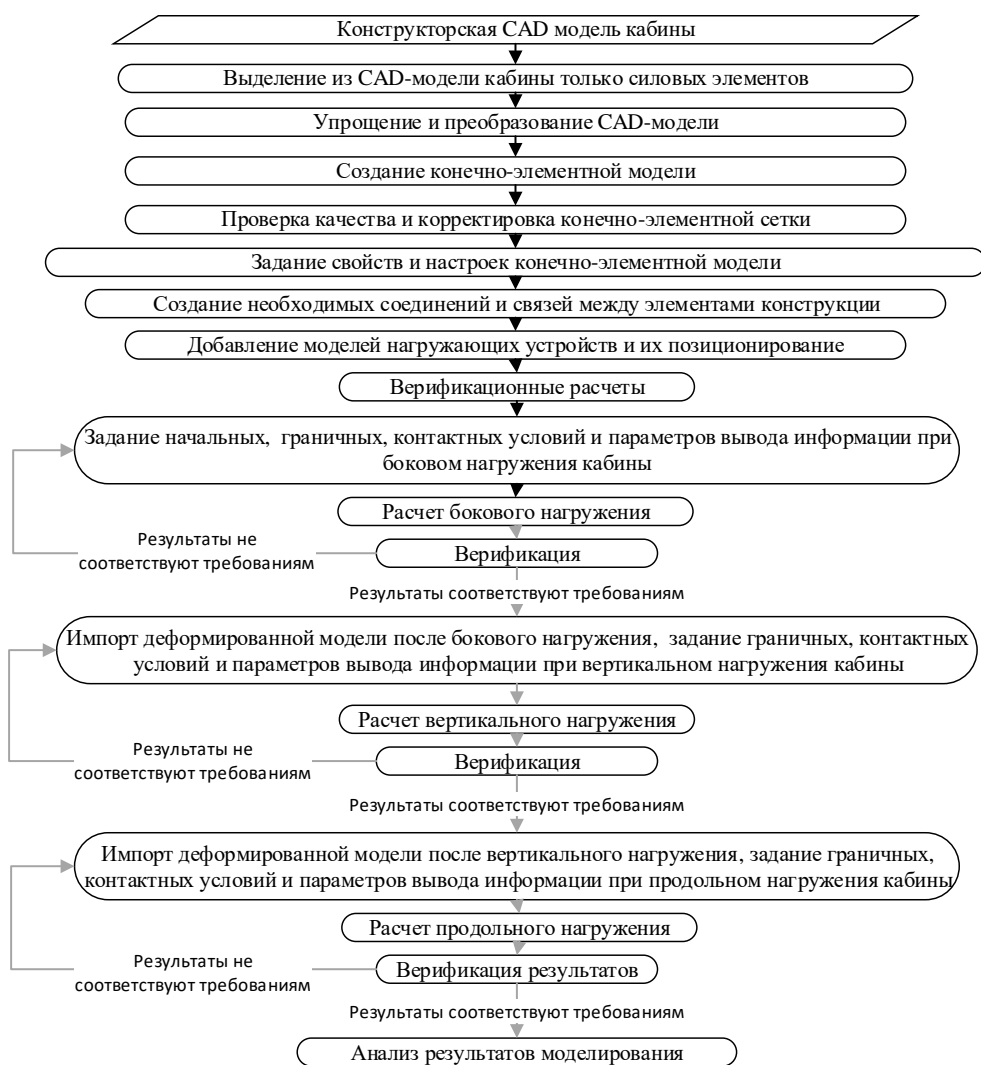 Конструкторская CAD модель кабины
Выделение из CAD-модели кабины только силовых элементов
Упрощение и преобразование CAD-модели
Создание конечно-элементной модели
Проверка качества и корректировка конечно-элементной сетки
Задание свойств и настроек конечно-элементной модели
Создание необходимых соединений и связей между элементами конструкции
Добавление моделей нагружающих устройств и их позиционирование
Верификационные расчеты
Задание начальных, граничных, контактных условий и параметров вывода информации при
боковом нагружения кабины
Расчет бокового нагружения
Результаты не
соответствуют требованиям
Верификация
Результаты соответствуют требованиям
Импорт деформированной модели после бокового нагружения, задание граничных, контактных
условий и параметров вывода информации при вертикальном нагружения кабины
Расчет вертикального нагружения
Результаты не
соответствуют требованиям
Верификация
Результаты соответствуют требованиям
Импорт деформированной модели после вертикального нагружения, задание граничных,
контактных условий и параметров вывода информации при продольном нагружения кабины
Расчет продольного нагружения
Результаты не
соответствуют требованиям
Верификация результатов
Результаты соответствуют требованиям
Анализ результатов моделирования